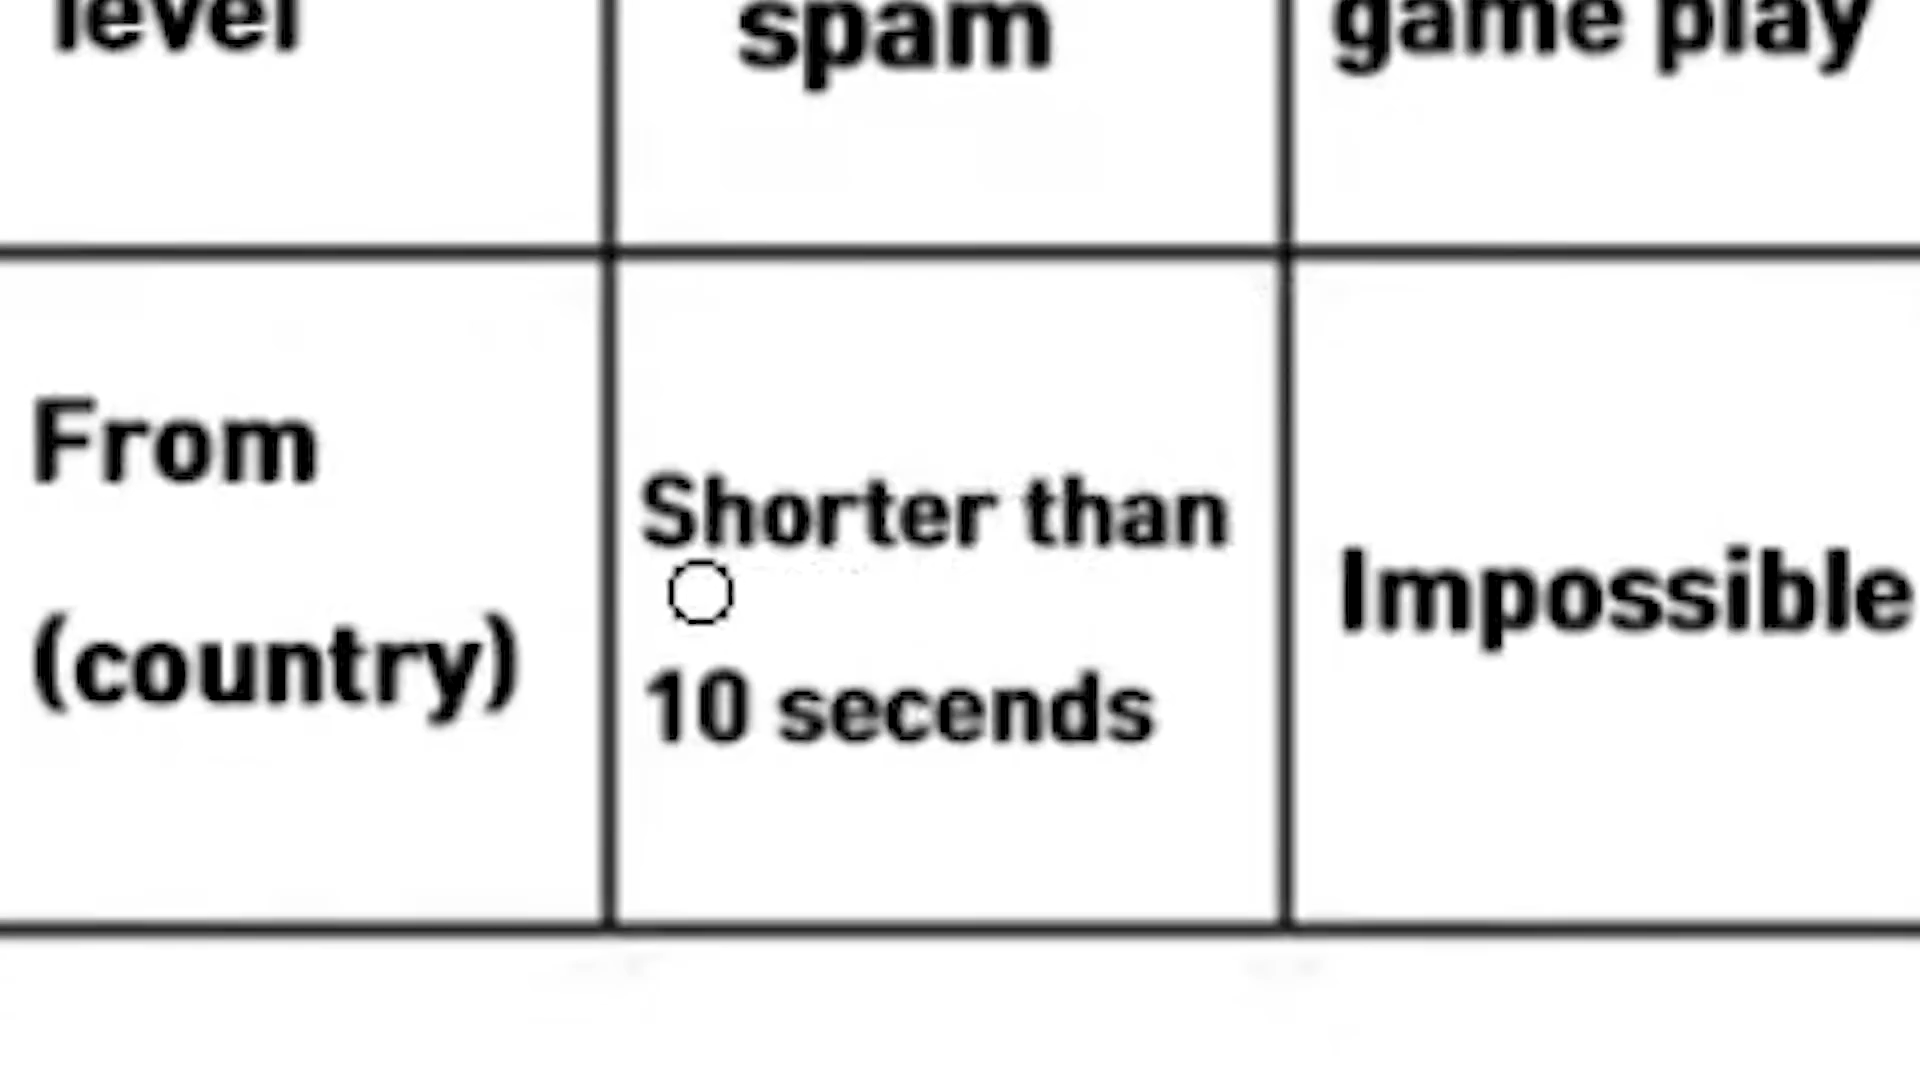 level
spam
game play
From
(country)
Shorter than
10 secends
Impossible